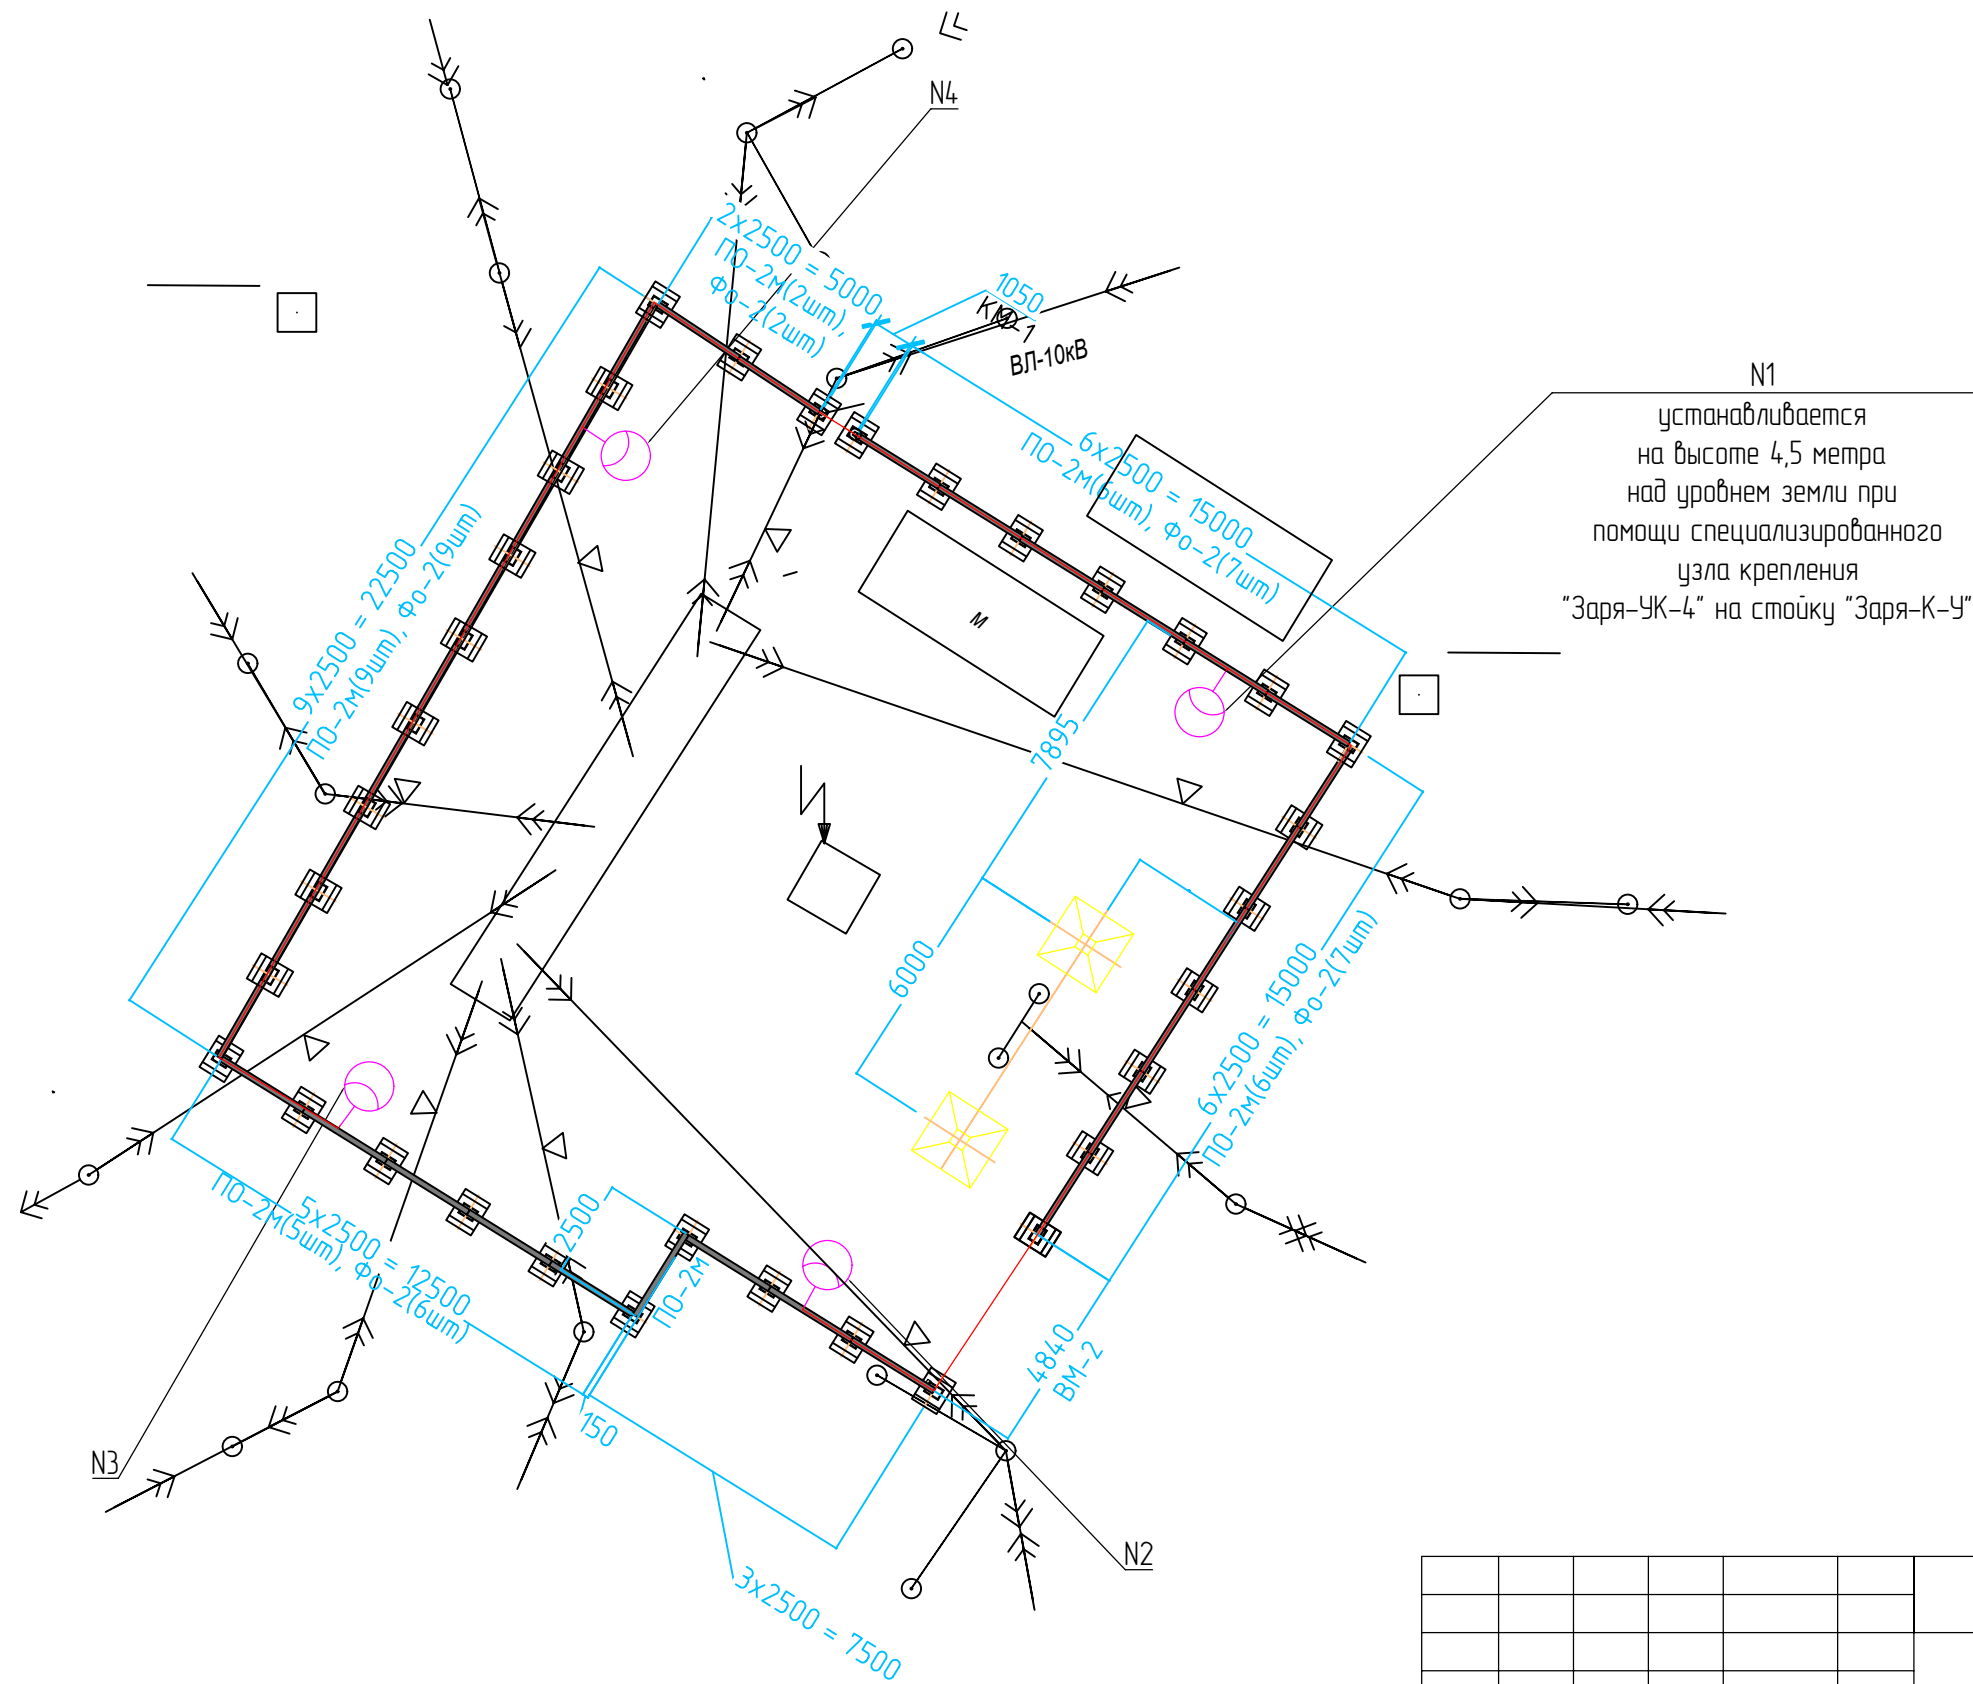 N4
2x2500 = 5000
ПО-2м(2шт),
Фо-2(2шт)
1050
КМ-1
ВЛ-10кВ
N1
устанавливается
на высоте 4,5 метра
над уровнем земли при
помощи специализированного
узла крепления
"Заря-УК-4" на стойку "Заря-К-У"
6x2500 = 15000
ПО-2м(6шт), Фо-2(7шт)
9x2500 = 22500
ПО-2м(9шт), Фо-2(9шт)
м
7895
6000
6x2500 = 15000
ПО-2м(6шт), Фо-2(7шт)
5x2500 = 12500
ПО-2м(5шт), Фо-2(6шт)
2500
ПО-2м
4840
ВМ-2
150
N3
N2
3x2500 = 7500